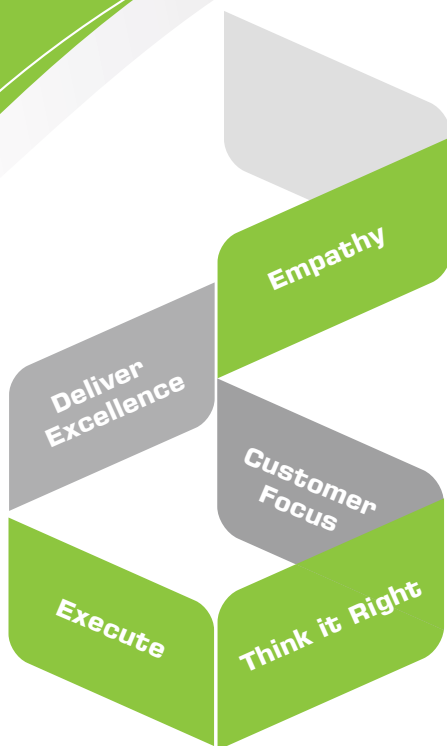 Empathy
Deliver
Excellence
Customer
Focus
Execute
Think it Right